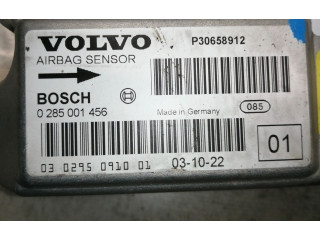 VOLVO
P30658912
AIRBAG SENSOR
BOSCH
0 285 001 456
Made in Germany
085
01
03 0295 0910 01
03-10-22